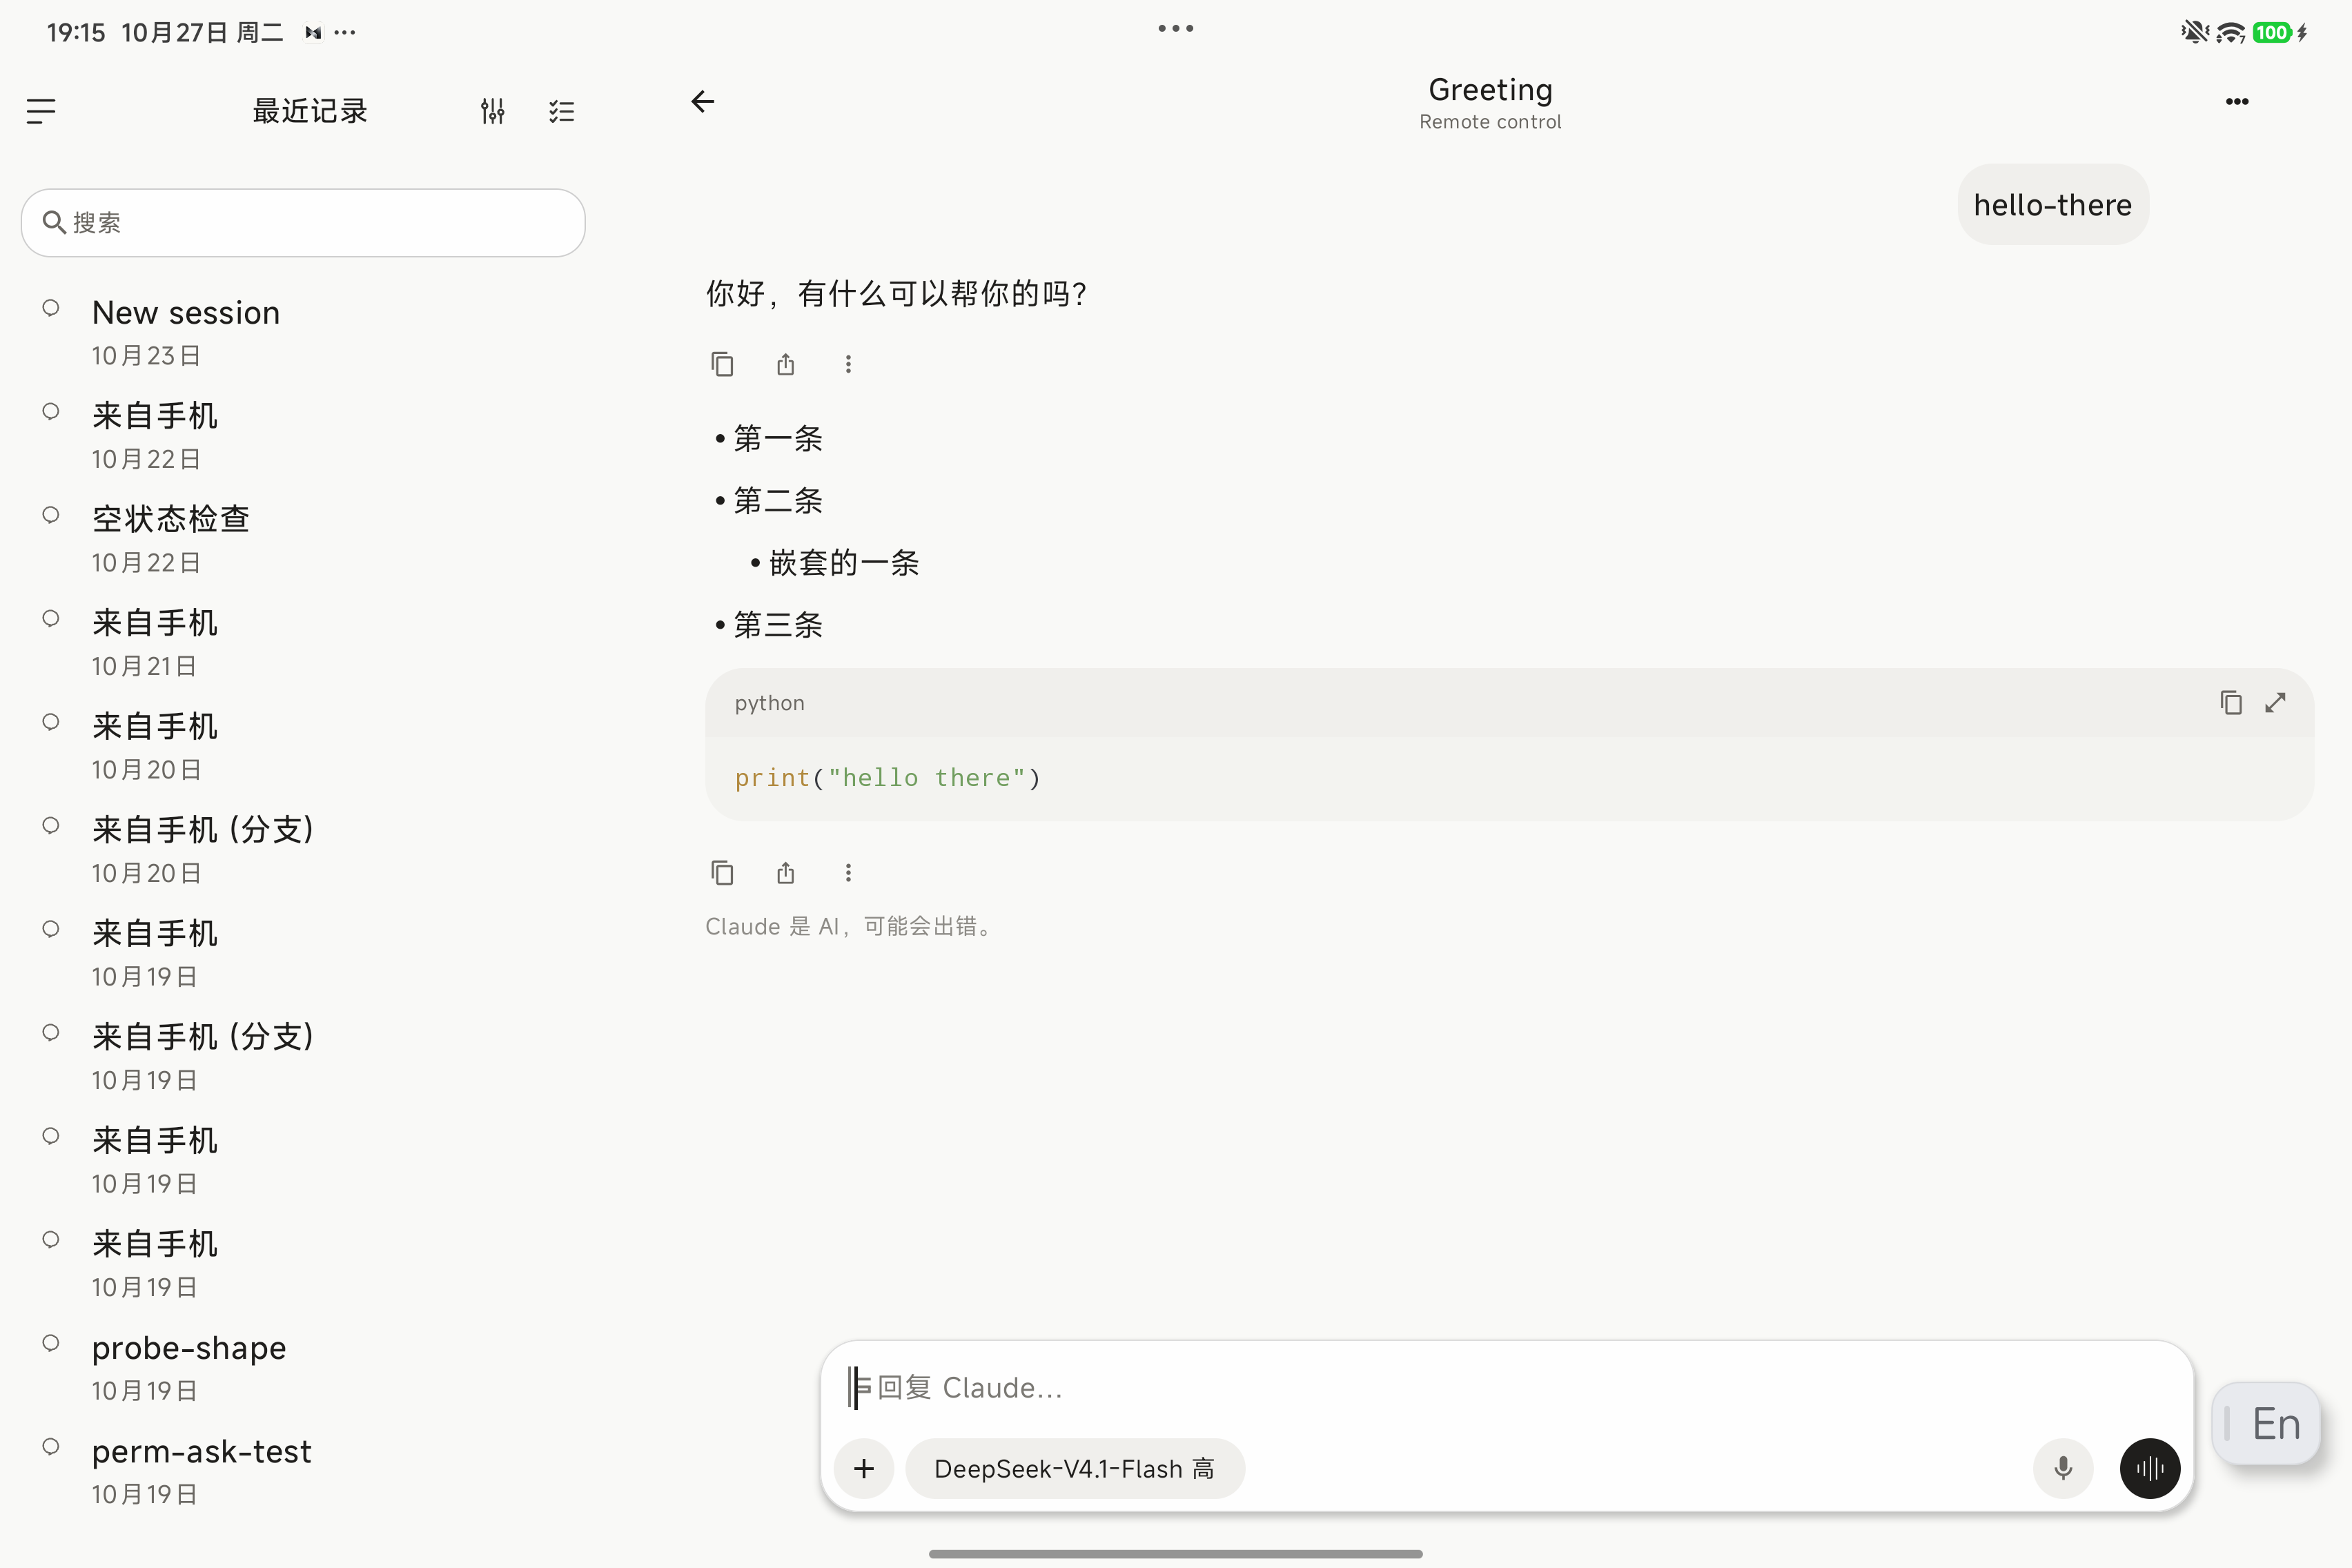 19:15 10月27日 周二
100
最近记录
搜索
New session
10月23日
来自手机
10月22日
空状态检查
10月22日
来自手机
10月21日
来自手机
10月20日
来自手机 (分支)
10月20日
来自手机
10月19日
来自手机 (分支)
10月19日
来自手机
10月19日
来自手机
10月19日
probe-shape
10月19日
perm-ask-test
10月19日
Greeting
Remote control
hello-there
你好，有什么可以帮你的吗？
• 第一条
• 第二条
• 嵌套的一条
• 第三条
python
print("hello there")
Claude 是 AI，可能会出错。
回复 Claude...
DeepSeek-V4.1-Flash 高
En